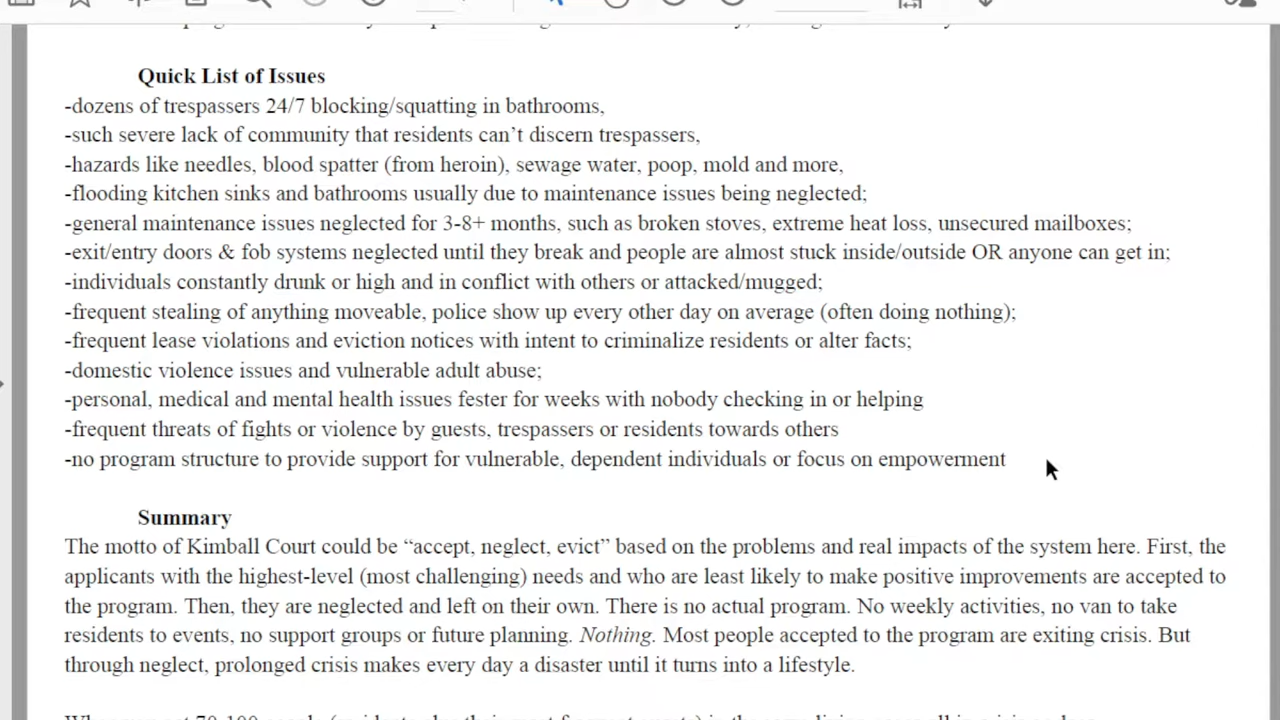 Quick List of Issues
-dozens of trespassers 24/7 blocking/squatting in bathrooms,
-such severe lack of community that residents can’t discern trespassers,
-hazards like needles, blood spatter (from heroin), sewage water, poop, mold and more,
-flooding kitchen sinks and bathrooms usually due to maintenance issues being neglected;
-general maintenance issues neglected for 3-8+ months, such as broken stoves, extreme heat loss, unsecured mailboxes;
-exit/entry doors & fob systems neglected until they break and people are almost stuck inside/outside OR anyone can get in;
-individuals constantly drunk or high and in conflict with others or attacked/mugged;
-frequent stealing of anything moveable, police show up every other day on average (often doing nothing);
-frequent lease violations and eviction notices with intent to criminalize residents or alter facts;
-domestic violence issues and vulnerable adult abuse;
-personal, medical and mental health issues fester for weeks with nobody checking in or helping
-frequent threats of fights or violence by guests, trespassers or residents towards others
-no program structure to provide support for vulnerable, dependent individuals or focus on empowerment
Summary
The motto of Kimball Court could be “accept, neglect, evict” based on the problems and real impacts of the system here. First, the
applicants with the highest-level (most challenging) needs and who are least likely to make positive improvements are accepted to
the program. Then, they are neglected and left on their own. There is no actual program. No weekly activities, no van to take
residents to events, no support groups or future planning. Nothing. Most people accepted to the program are exiting crisis. But
through neglect, prolonged crisis makes every day a disaster until it turns into a lifestyle.